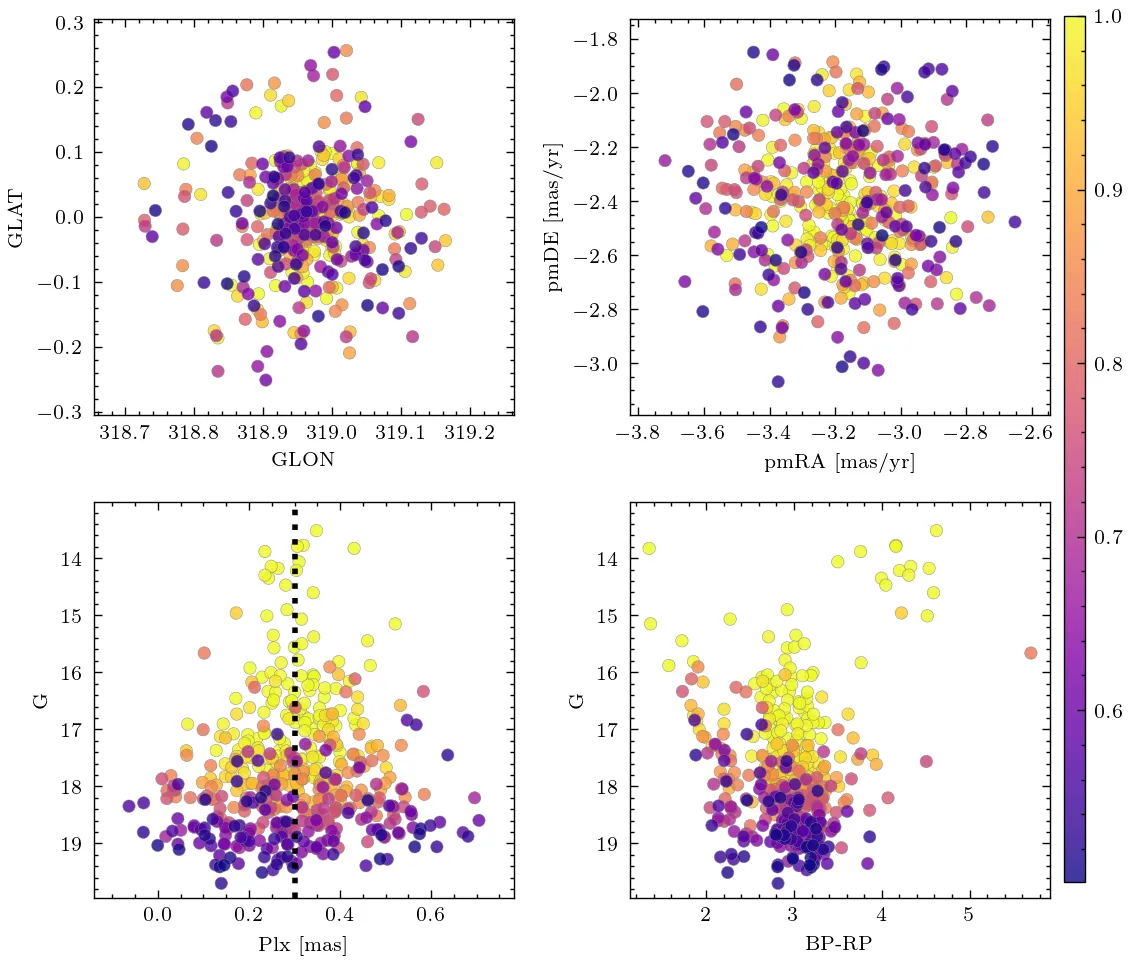 0.3
0.2
0.1
0.0
−0.1
−0.2
−0.3
GLAT
318.7 318.8 318.9 319.0 319.1 319.2
GLON
−1.8
−2.0
−2.2
−2.4
−2.6
−2.8
−3.0
pmDE [mas/yr]
−3.8 −3.6 −3.4 −3.2 −3.0 −2.8 −2.6
pmRA [mas/yr]
1.0
0.9
0.8
0.7
0.6
14
15
16
17
18
19
G
0.0 0.2 0.4 0.6
Plx [mas]
14
15
16
17
18
19
G
2 3 4 5
BP-RP